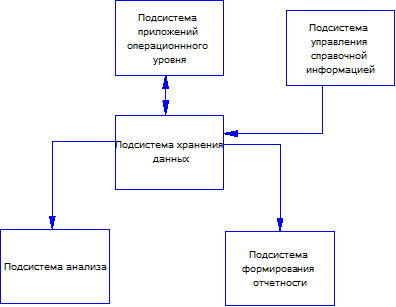 Подсистема
приложений
операционнного
уровня
Подсистема
управления
справочной
информацией
Подсистема хранения
данных
Подсистема анализа
Подсистема
формирования
отчетности